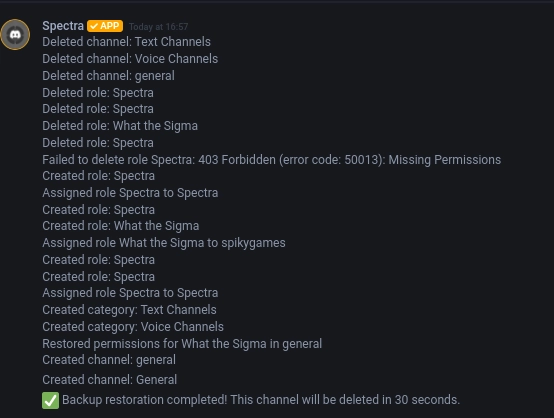 Spectra ✓ APP Today at 16:57
Deleted channel: Text Channels
Deleted channel: Voice Channels
Deleted channel: general
Deleted role: Spectra
Deleted role: Spectra
Deleted role: What the Sigma
Deleted role: Spectra
Failed to delete role Spectra: 403 Forbidden (error code: 50013): Missing Permissions
Created role: Spectra
Assigned role Spectra to Spectra
Created role: Spectra
Created role: What the Sigma
Assigned role What the Sigma to spikygames
Created role: Spectra
Created role: Spectra
Assigned role Spectra to Spectra
Created category: Text Channels
Created category: Voice Channels
Restored permissions for What the Sigma in general
Created channel: general
Created channel: General
✅ Backup restoration completed! This channel will be deleted in 30 seconds.